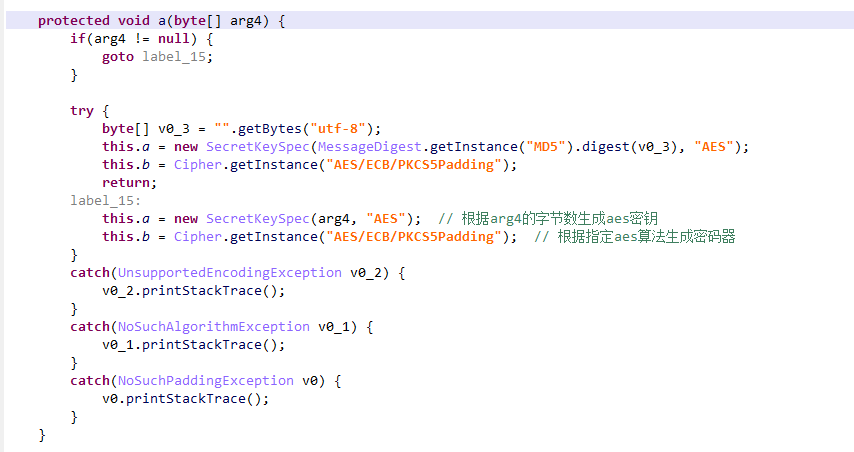 protected void a(byte[] arg4) {
    if(arg4 != null) {
        goto label_15;
    }

    try {
        byte[] v0_3 = "".getBytes("utf-8");
        this.a = new SecretKeySpec(MessageDigest.getInstance("MD5").digest(v0_3), "AES");
        this.b = Cipher.getInstance("AES/ECB/PKCS5Padding");
        return;
    label_15:
        this.a = new SecretKeySpec(arg4, "AES");  // 根据arg4的字节数生成aes密钥
        this.b = Cipher.getInstance("AES/ECB/PKCS5Padding");  // 根据指定aes算法生成密码器
    }
    catch(UnsupportedEncodingException v0_2) {
        v0_2.printStackTrace();
    }
    catch(NoSuchAlgorithmException v0_1) {
        v0_1.printStackTrace();
    }
    catch(NoSuchPaddingException v0) {
        v0.printStackTrace();
    }
}